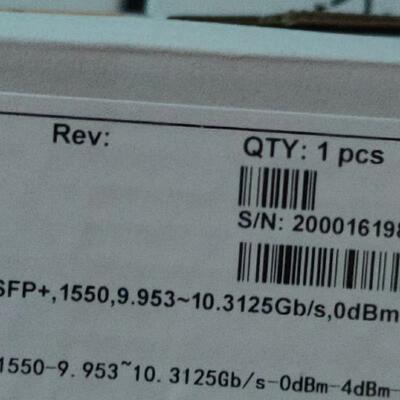 Rev:
QTY: 1 pcs
S/N: 200016198
SFP+,1550,9.953~10.3125Gb/s,0dBm
1550-9.953~10.3125Gb/s-0dBm-4dBm-